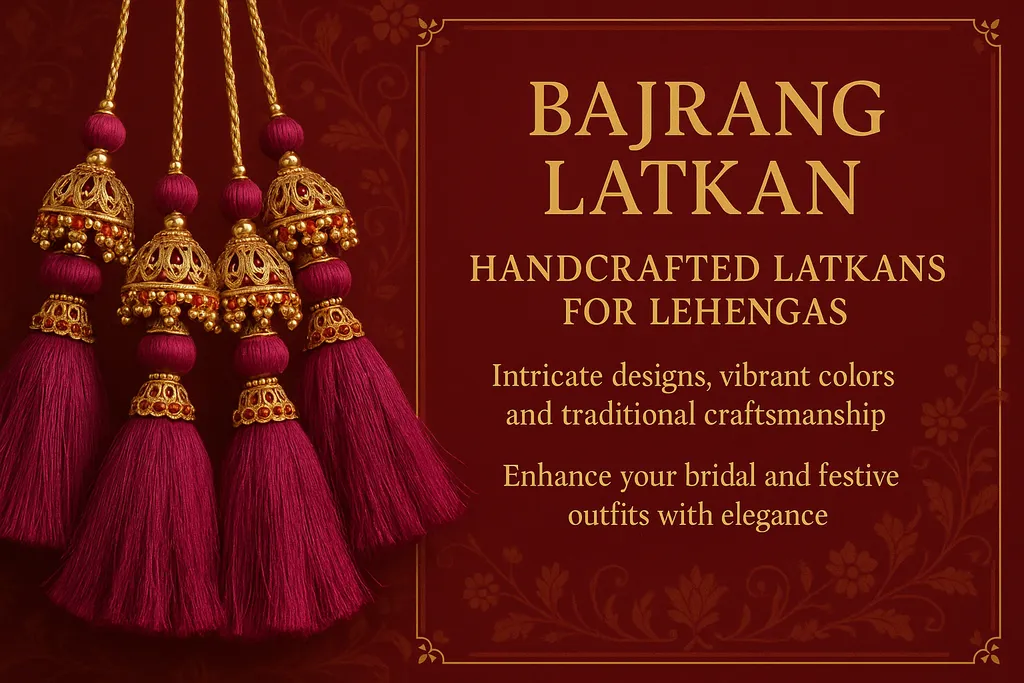 BAJRANG
LATKAN
HANDCRAFTED LATKANS
FOR LEHENGAS
Intricate designs, vibrant colors
and traditional craftsmanship
Enhance your bridal and festive
outfits with elegance